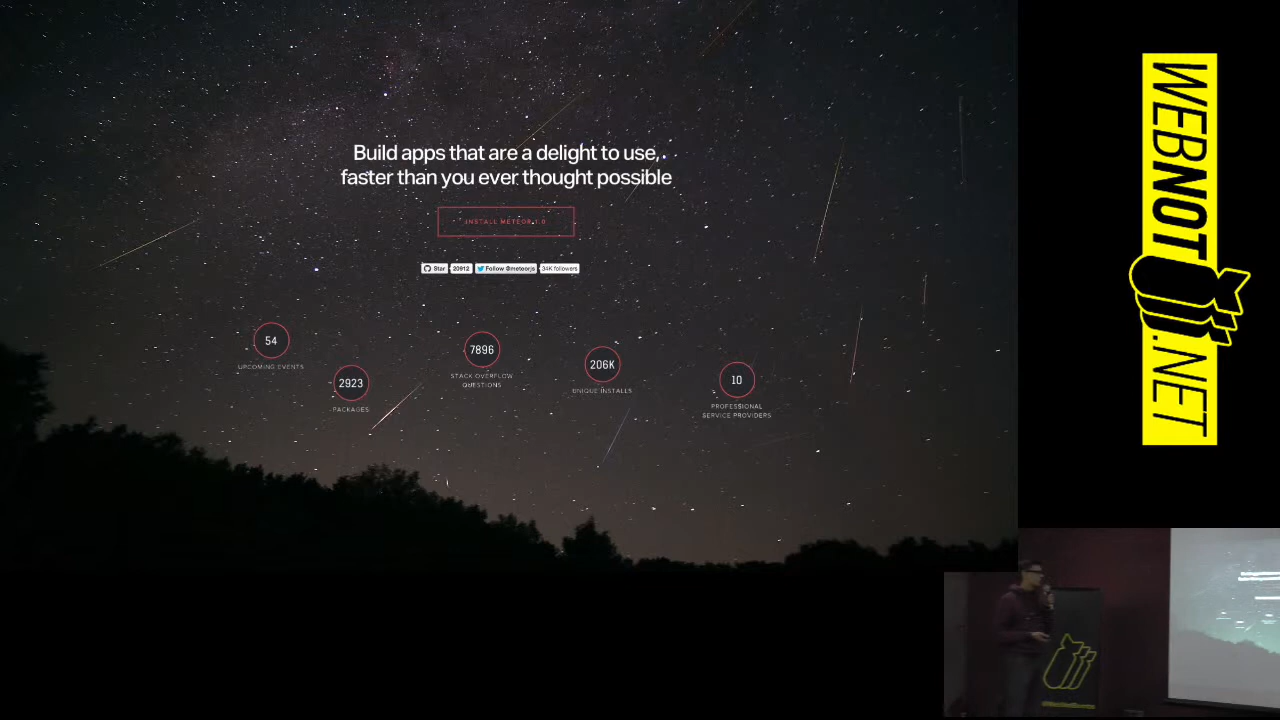 Build apps that are a delight to use,
faster than you ever thought possible
INSTALL METEOR 1.0
Star 20912 Follow @meteorjs 34K followers
54
UPCOMING EVENTS
2923
PACKAGES
7896
STACK OVERFLOW
QUESTIONS
206K
UNIQUE INSTALLS
10
PROFESSIONAL
SERVICE PROVIDERS
WEBNOT.NET